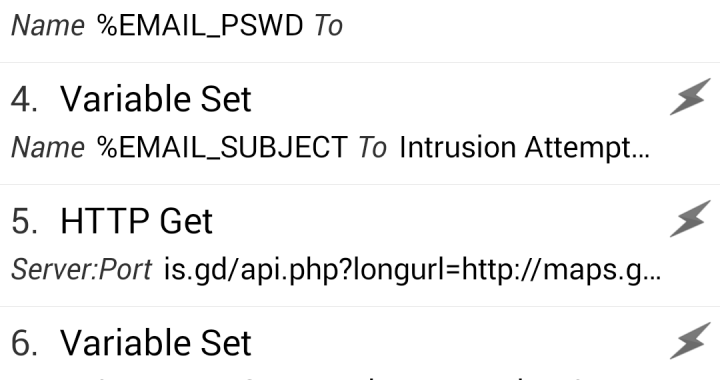 Name %EMAIL_PSWD To
4. Variable Set
Name %EMAIL_SUBJECT To Intrusion Attempt...
5. HTTP Get
Server:Port is.gd/api.php?longurl=http://maps.g...
6. Variable Set